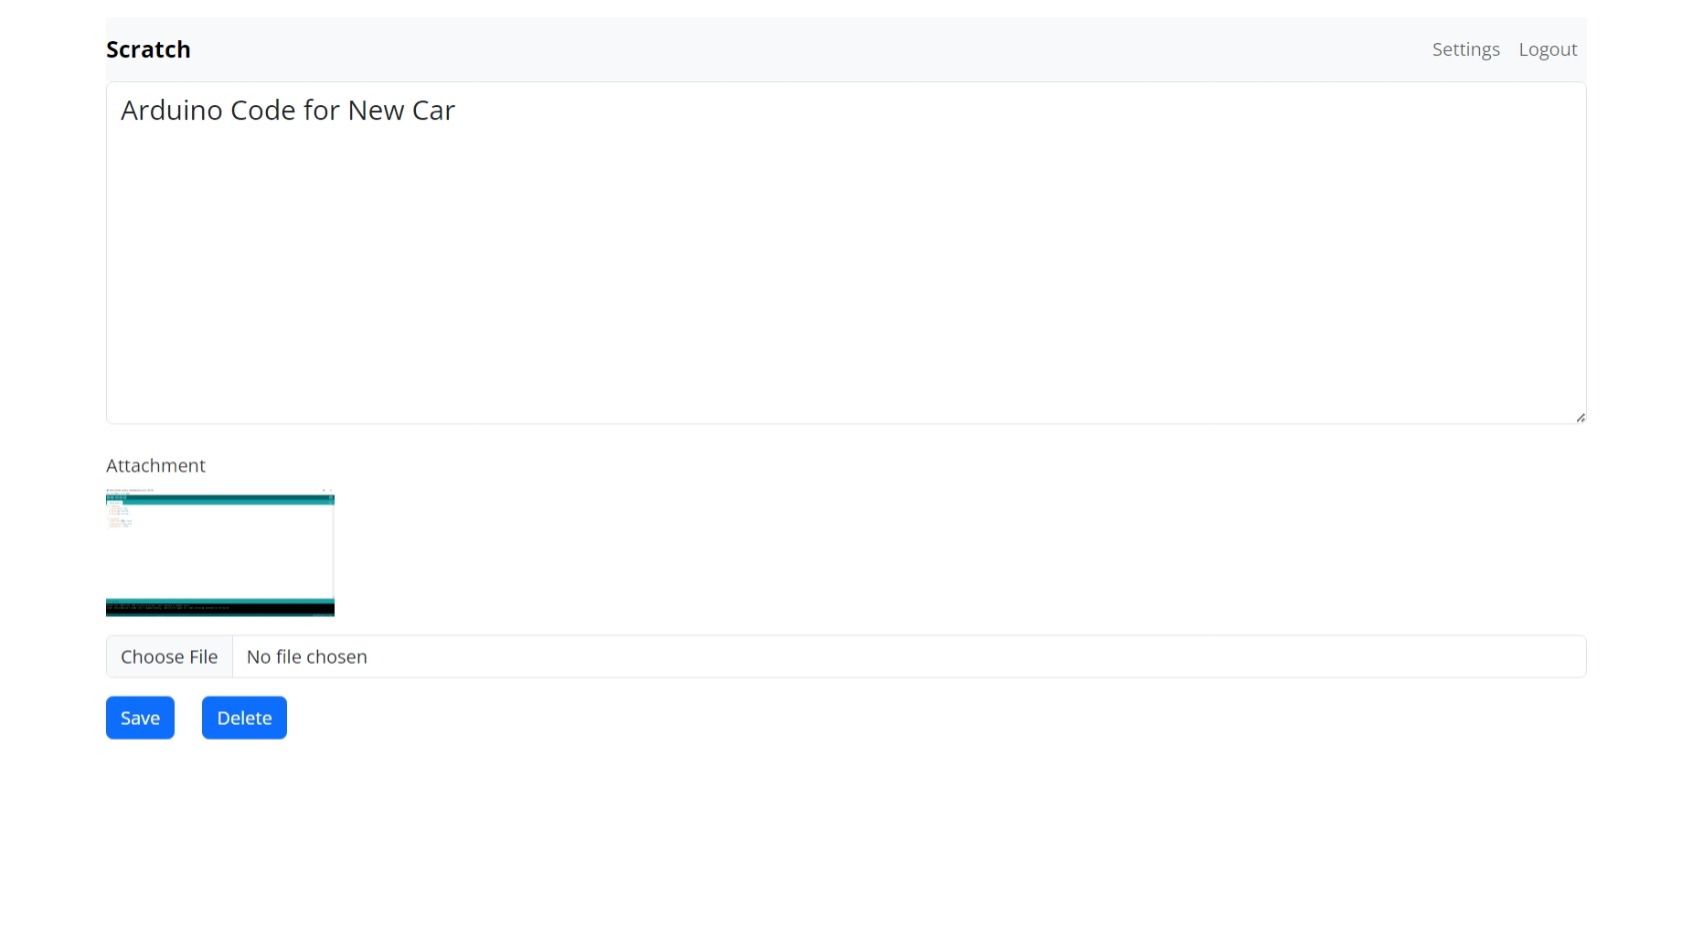 Scratch
Settings Logout
Arduino Code for New Car
Attachment
Choose File No file chosen
Save Delete